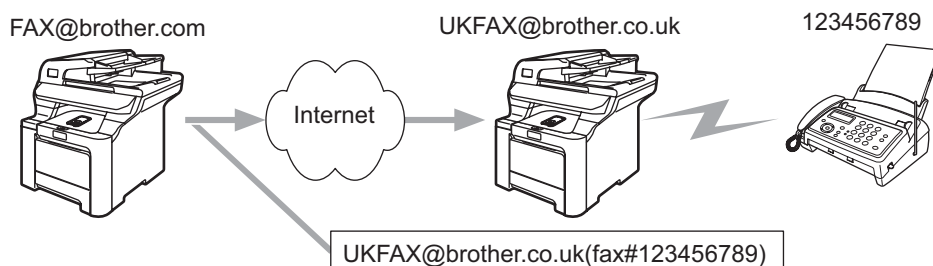 FAX@brother.com
UKFAX@brother.co.uk
123456789
Internet
UKFAX@brother.co.uk(fax#123456789)